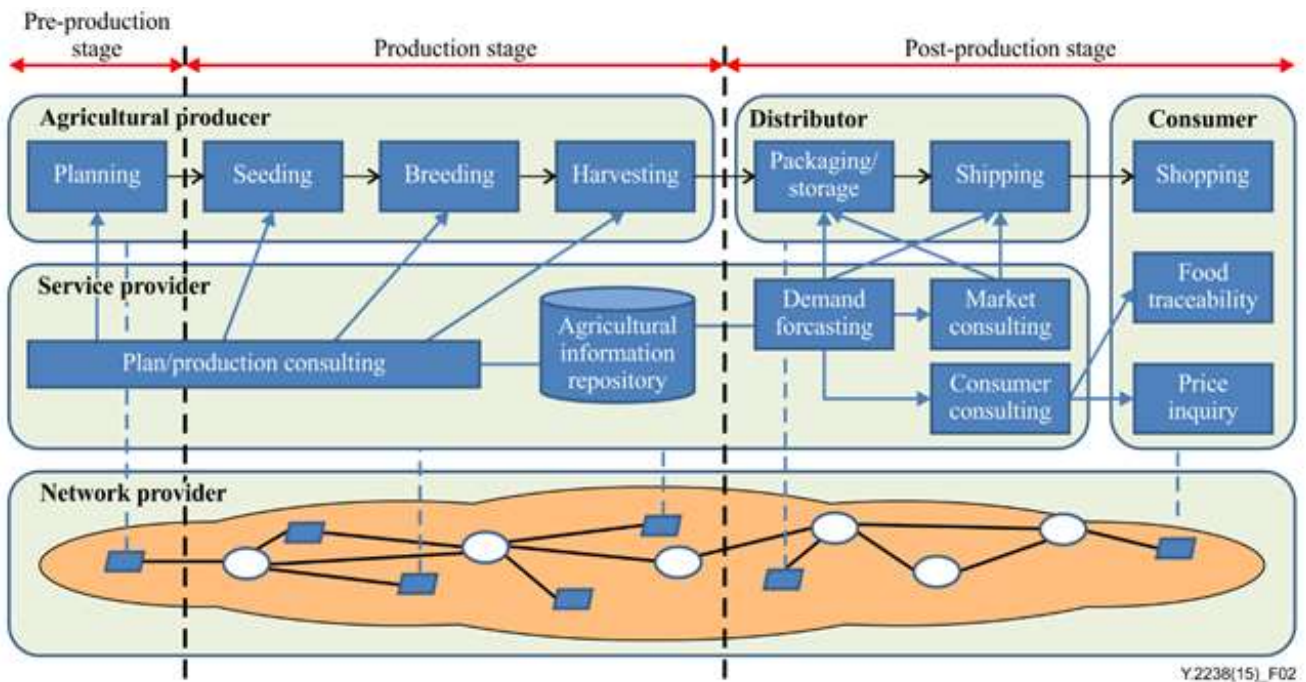 Pre-production
stage
Production stage
Post-production stage
Agricultural producer
Distributor
Consumer
Planning
Seeding
Breeding
Harvesting
Packaging/
storage
Shipping
Shopping
Service provider
Plan/production consulting
Agricultural
information
repository
Demand
forcasting
Market
consulting
Consumer
consulting
Food
traceability
Price
inquiry
Network provider
Y.2238(15)_F02